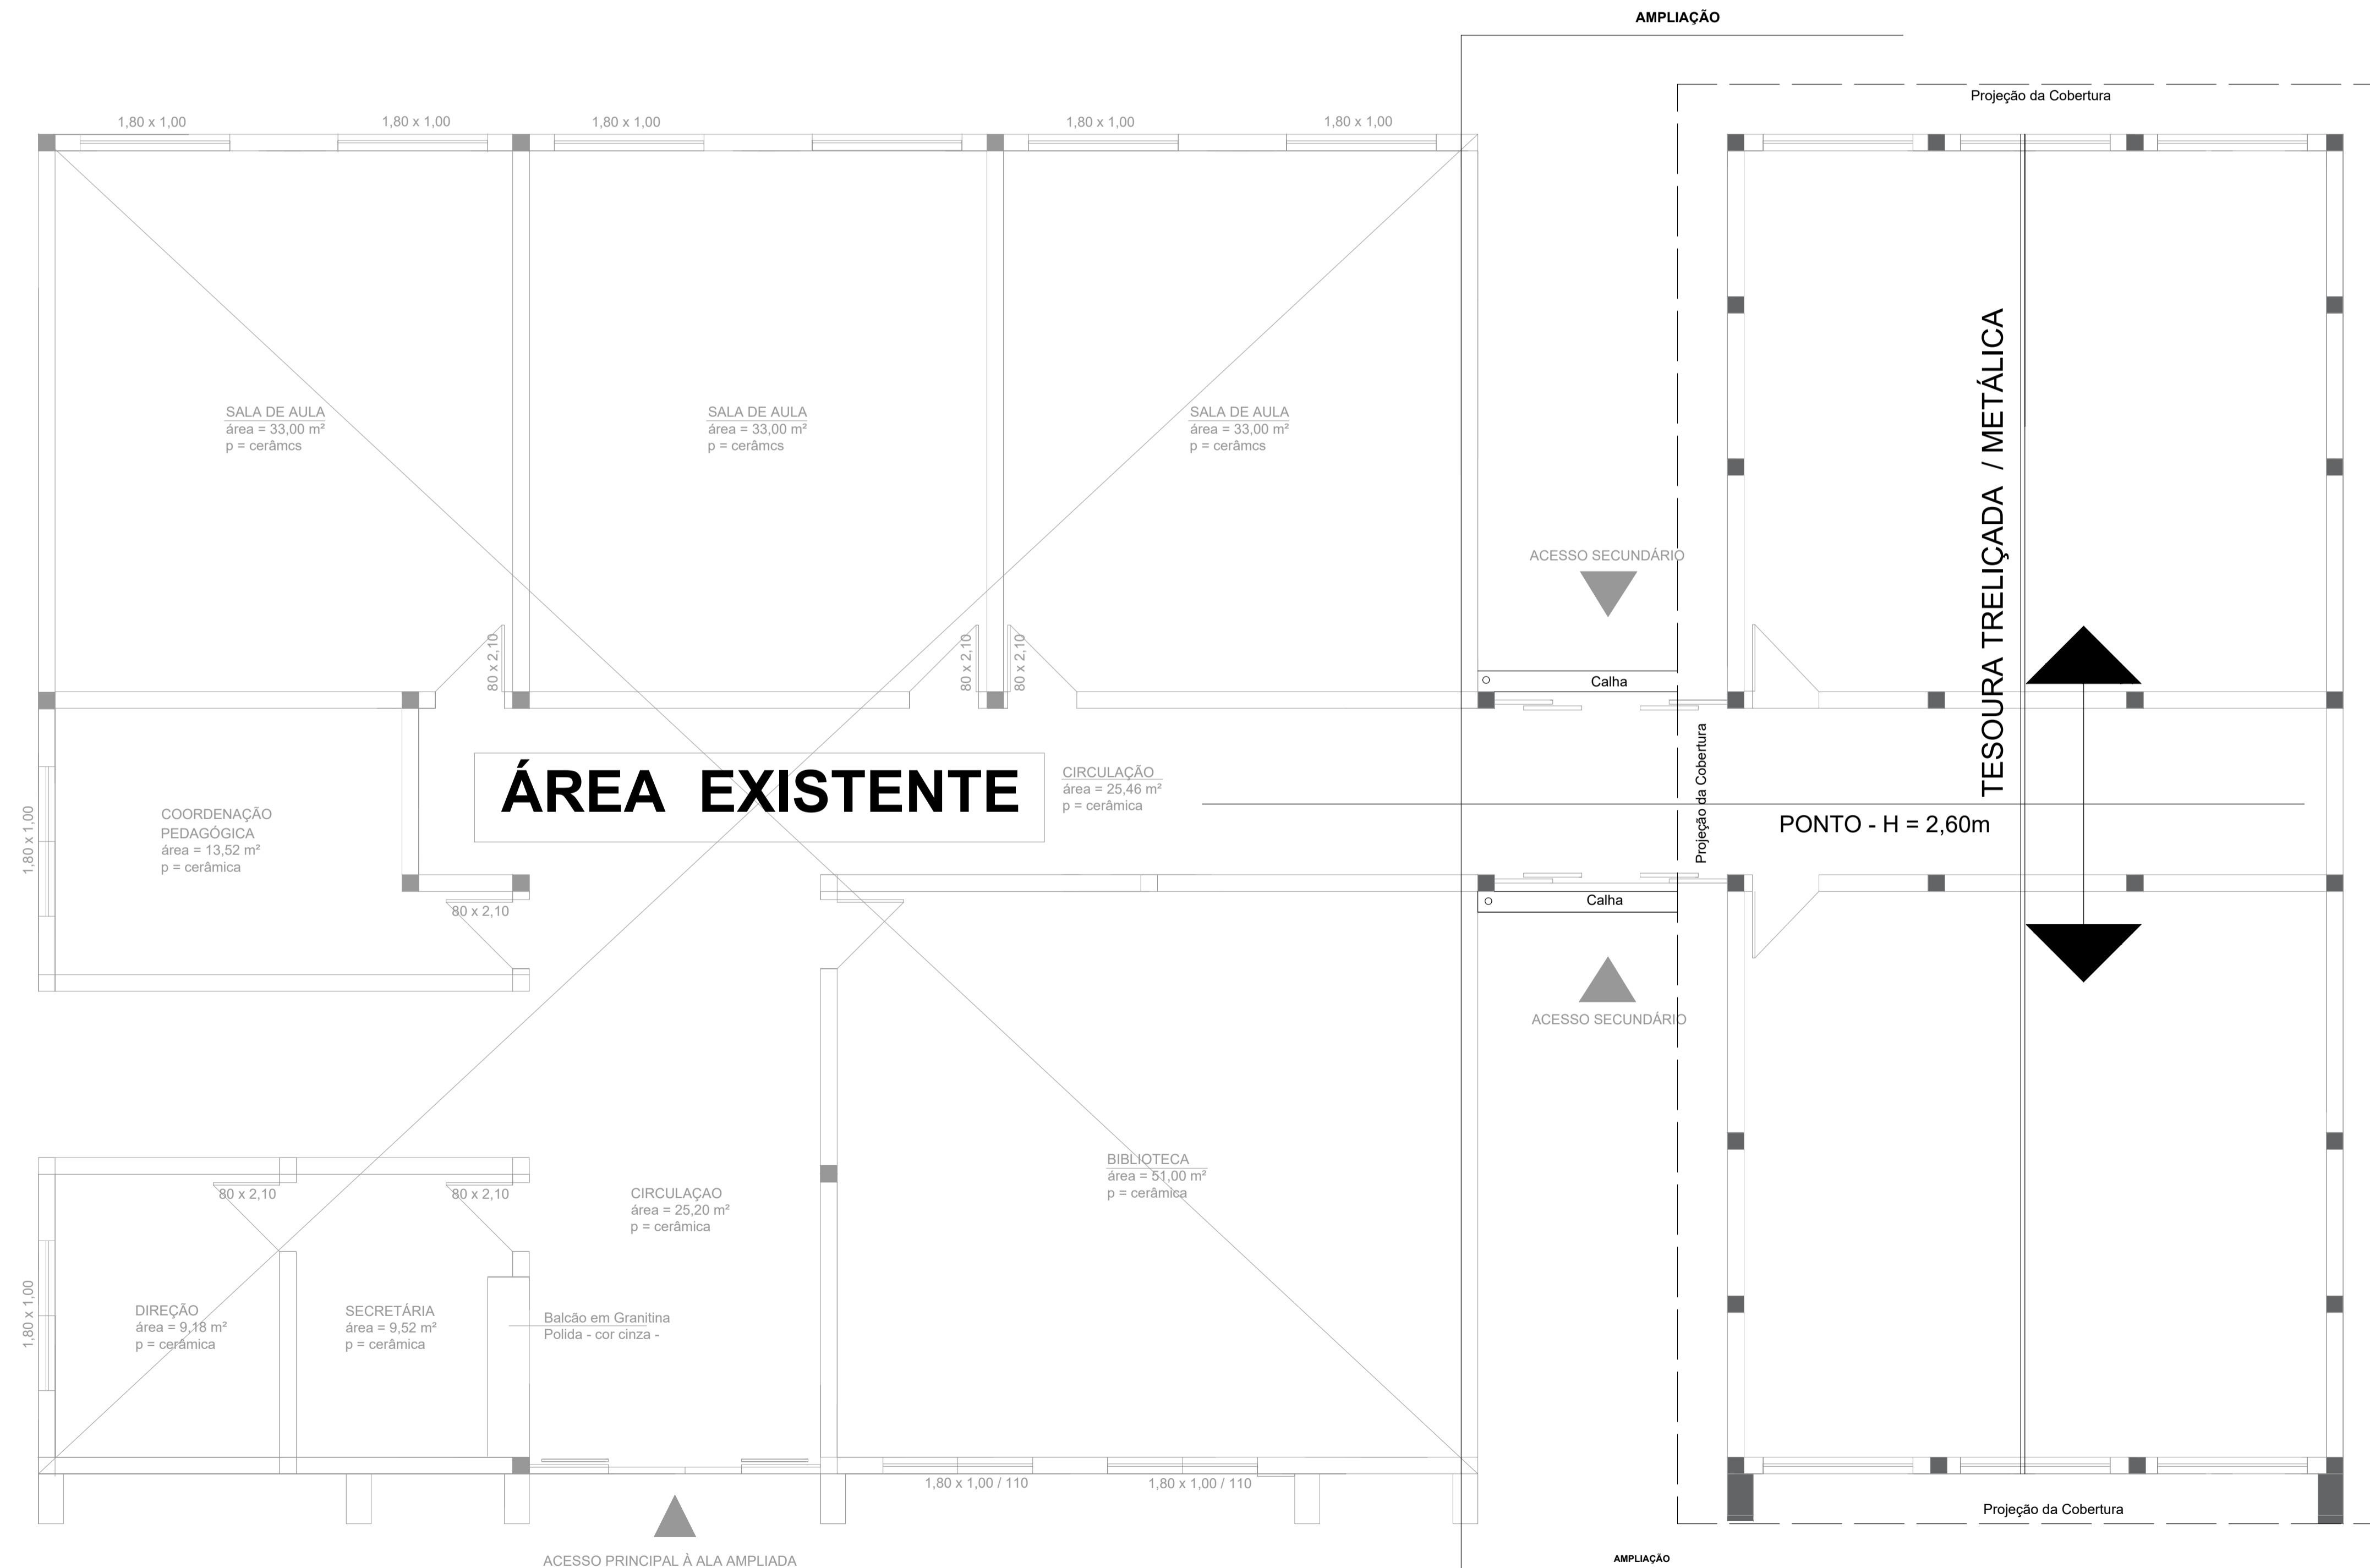 AMPLIAÇÃO
Projeção da Cobertura
1,80 x 1,00
1,80 x 1,00
1,80 x 1,00
1,80 x 1,00
1,80 x 1,00
SALA DE AULA
área = 33,00 m²
p = cerâmcs
SALA DE AULA
área = 33,00 m²
p = cerâmcs
SALA DE AULA
área = 33,00 m²
p = cerâmcs
TESOURA TRELIÇADA / METÁLICA
ACESSO SECUNDÁRIO
80 x 2,10
80 x 2,10
80 x 2,10
Calha
ÁREA EXISTENTE
CIRCULAÇÃO
área = 25,46 m²
p = cerâmica
Projeção da Cobertura
PONTO - H = 2,60m
1,80 x 1,00
COORDENAÇÃO
PEDAGÓGICA
área = 13,52 m²
p = cerâmica
80 x 2,10
Calha
ACESSO SECUNDÁRIO
BIBLIOTECA
área = 51,00 m²
p = cerâmica
80 x 2,10
80 x 2,10
CIRCULAÇAO
área = 25,20 m²
p = cerâmica
1,80 x 1,00
DIREÇÃO
área = 9,18 m²
p = cerâmica
SECRETÁRIA
área = 9,52 m²
p = cerâmica
Balcão em Granitina
Polida - cor cinza -
1,80 x 1,00 / 110
1,80 x 1,00 / 110
Projeção da Cobertura
ACESSO PRINCIPAL À ALA AMPLIADA
AMPLIAÇÃO